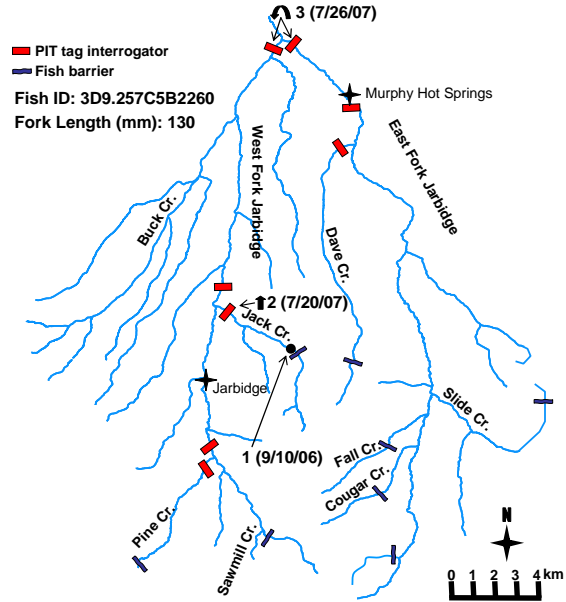 3 (7/26/07)
PIT tag interrogator
Fish barrier
Fish ID: 3D9.257C5B2260
Fork Length (mm): 130
Murphy Hot Springs
West Fork Jarbidge
East Fork Jarbidge
Buck Cr.
Dave Cr.
2 (7/20/07)
Jack Cr.
Jarbidge
Slide Cr.
1 (9/10/06)
Fall Cr.
Cougar Cr.
Pine Cr.
Sawmill Cr.
N
0 1 2 3 4 km